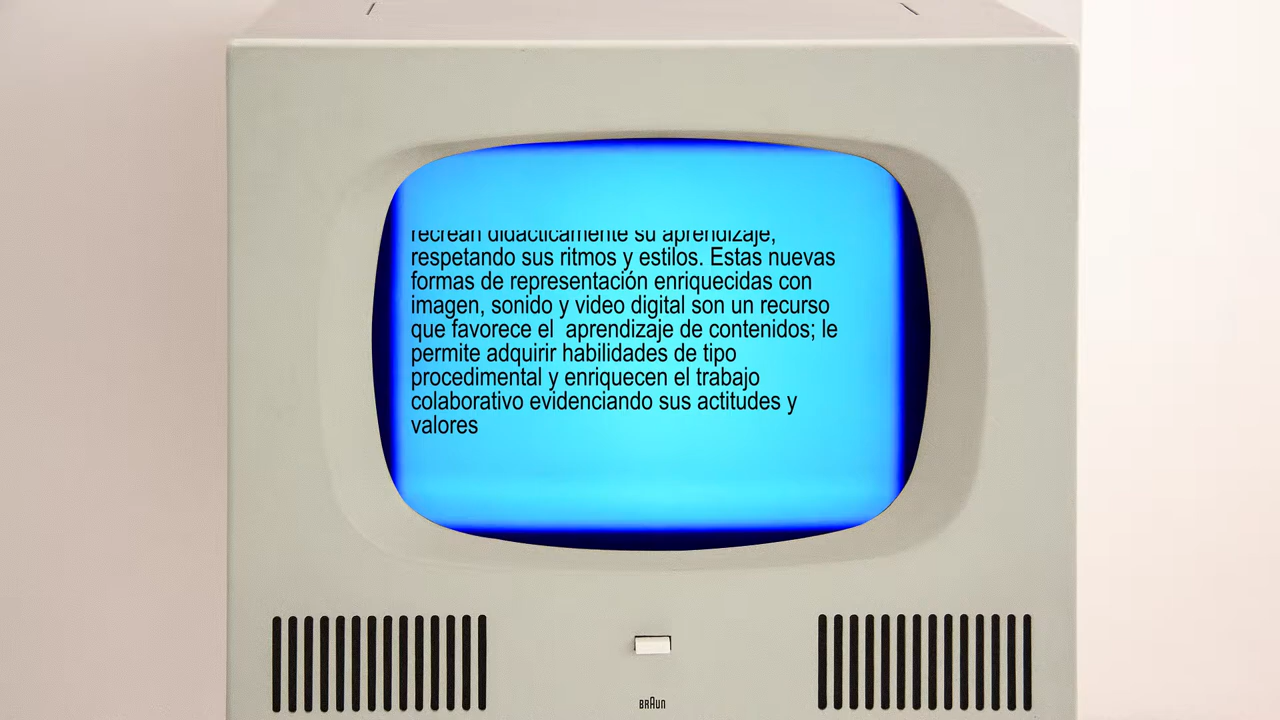 recrean didácticamente su aprendizaje,
respetando sus ritmos y estilos. Estas nuevas
formas de representación enriquecidas con
imagen, sonido y video digital son un recurso
que favorece el  aprendizaje de contenidos; le
permite adquirir habilidades de tipo
procedimental y enriquecen el trabajo
colaborativo evidenciando sus actitudes y
valores
BRAUN